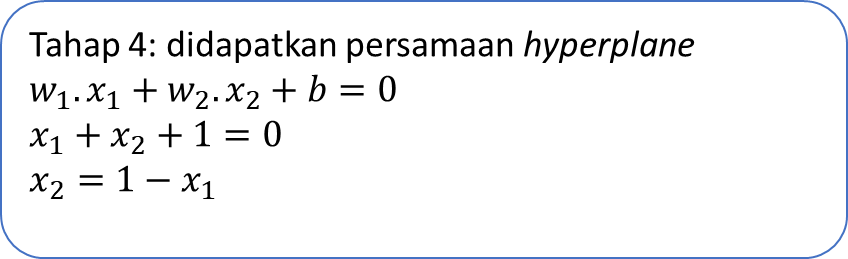 Tahap 4: didapatkan persamaan hyperplane
𝑤₁.𝑥₁ + 𝑤₂.𝑥₂ + 𝑏 = 0
𝑥₁ + 𝑥₂ + 1 = 0
𝑥₂ = 1 − 𝑥₁